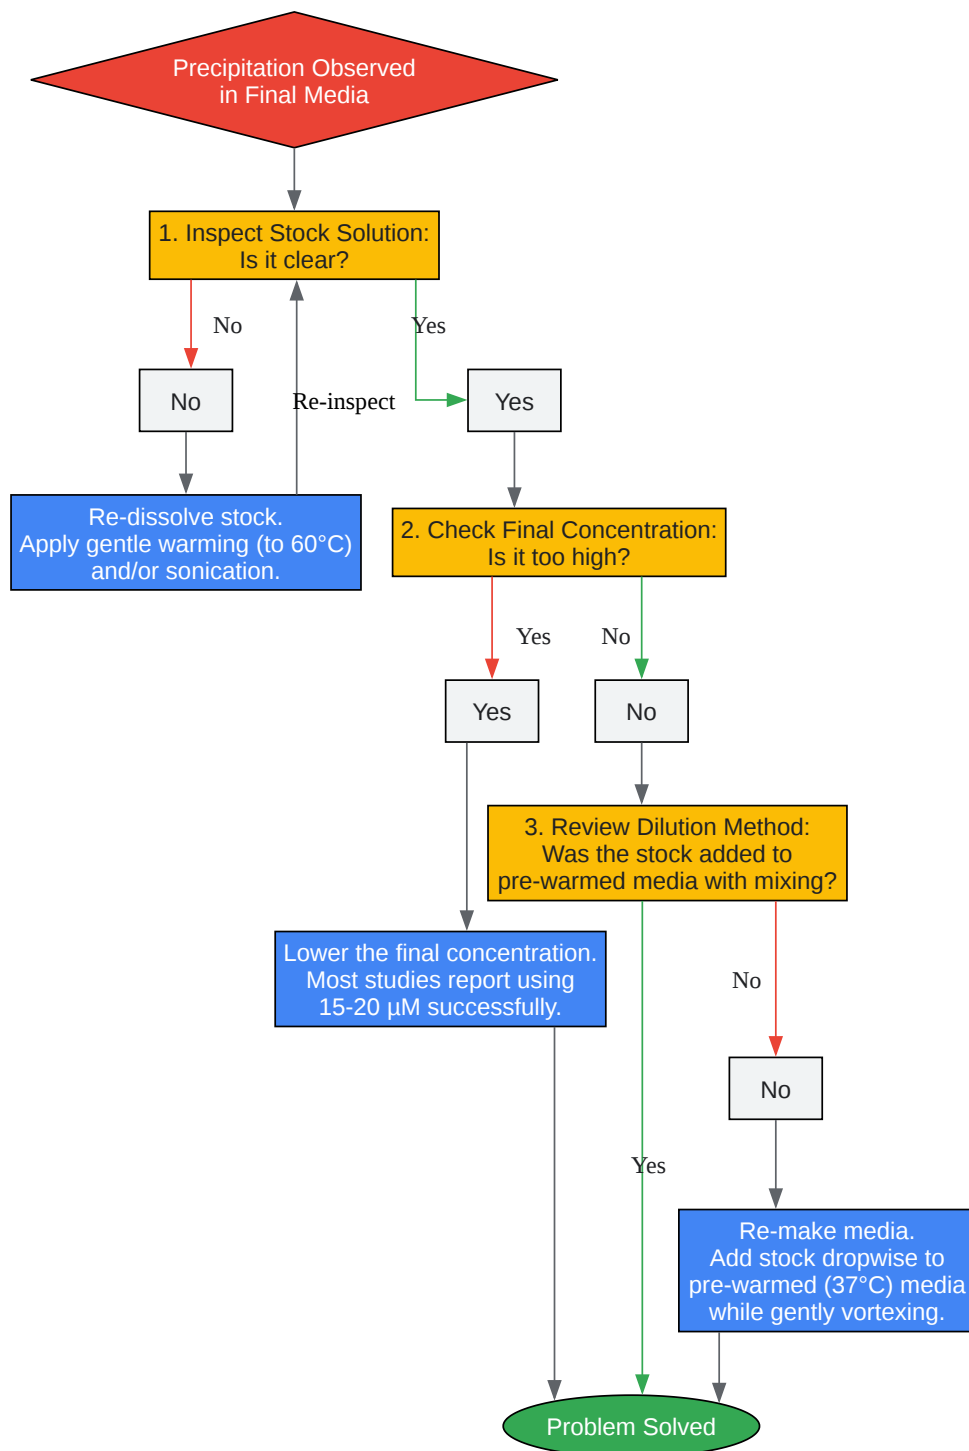 Precipitation Observed
in Final Media
1. Inspect Stock Solution:
Is it clear?
No
Yes
No
Re-inspect
Yes
Re-dissolve stock.
Apply gentle warming (to 60°C)
and/or sonication.
2. Check Final Concentration:
Is it too high?
Yes
No
Yes
No
3. Review Dilution Method:
Was the stock added to
pre-warmed media with mixing?
Lower the final concentration.
Most studies report using
15-20 µM successfully.
No
No
Yes
Re-make media.
Add stock dropwise to
pre-warmed (37°C) media
while gently vortexing.
Problem Solved